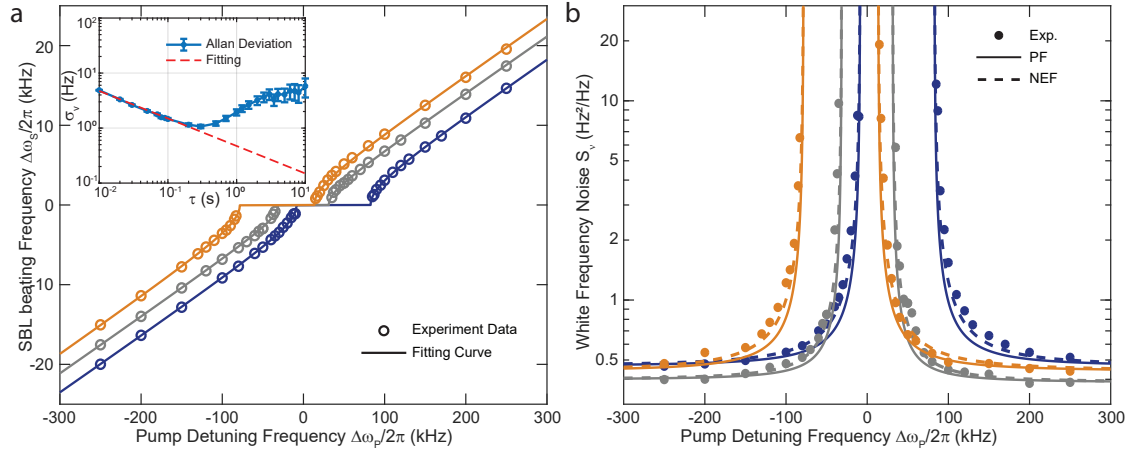 a
SBL beating Frequency Δω_S/2π (kHz)
20
10
0
10
-20
-300 -200 -100 0 100 200 300
Pump Detuning Frequency Δω_P/2π (kHz)
Experiment Data
Fitting Curve
σ_ν (Hz)
10²
10¹
10⁰
10⁻¹
10⁻² 10⁻¹ 10⁰ 10¹
τ (s)
Allan Deviation
Fitting
b
White Frequency Noise S_ν (Hz²/Hz)
20
10
5
2
1
0.5
-300 -200 -100 0 100 200 300
Pump Detuning Frequency Δω_P/2π (kHz)
Exp.
PF
NEF